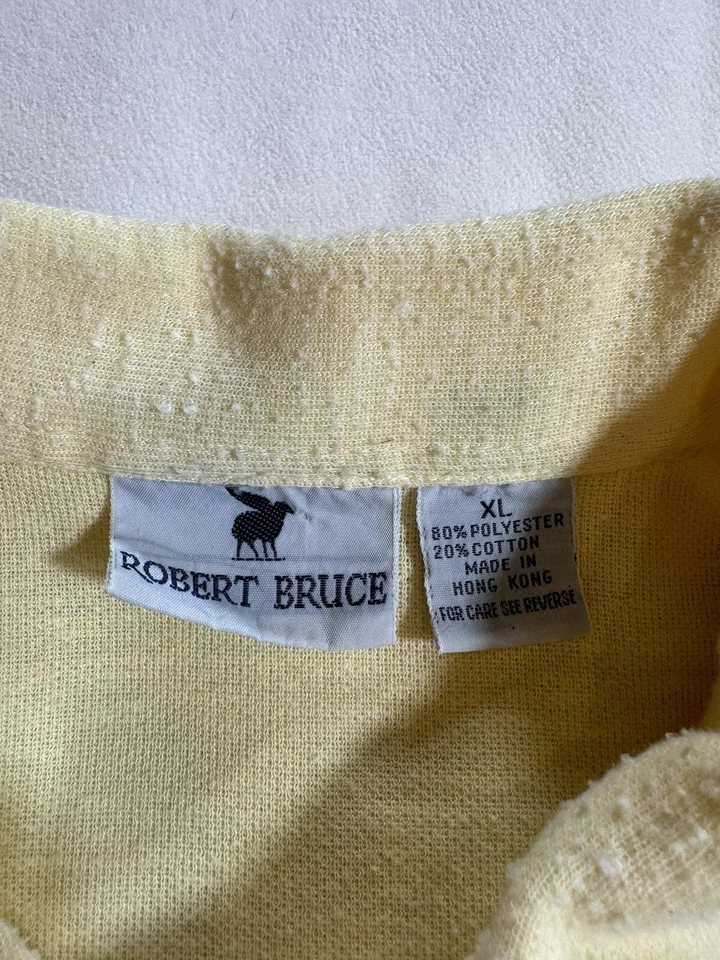 ROBERT BRUCE
XL
80% POLYESTER
20% COTTON
MADE IN
HONG KONG
FOR CARE SEE REVERSE